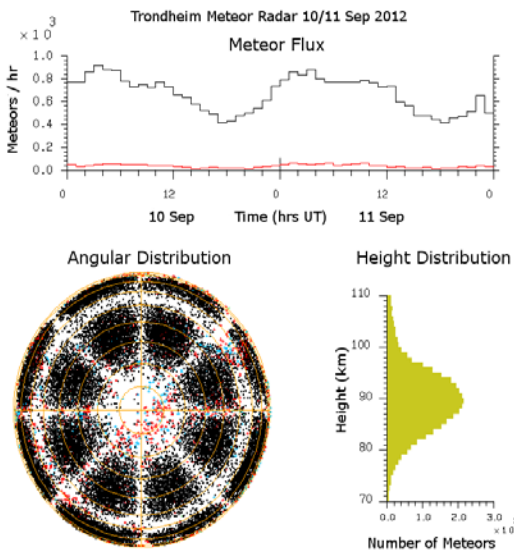 Trondheim Meteor Radar 10/11 Sep 2012
× 10³
Meteor Flux
Meteors / hr
1.0
0.8
0.6
0.4
0.2
0.0
0 12 0 12 0
10 Sep Time (hrs UT) 11 Sep
Angular Distribution
Height Distribution
Height (km)
110
100
90
80
70
0.0 1.0 2.0 3.0
Number of Meteors